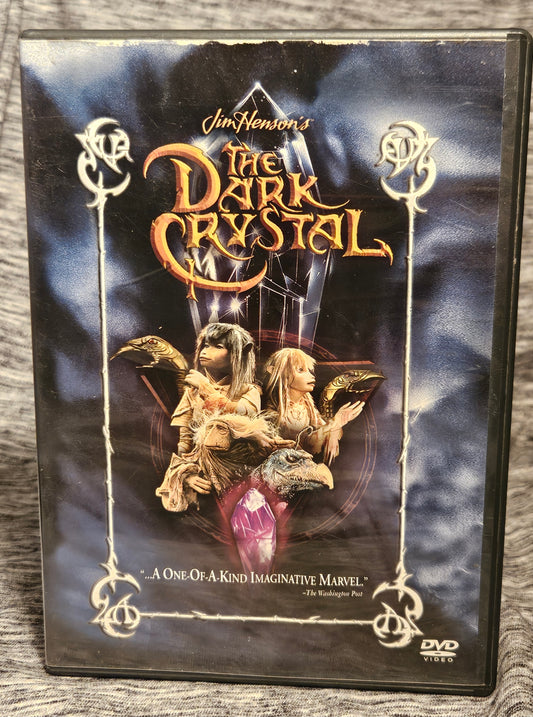 Jim Henson's
THE
DARK
CRYSTAL
"...A ONE-OF-A-KIND IMAGINATIVE MARVEL."
–The Washington Post
DVD
VIDEO